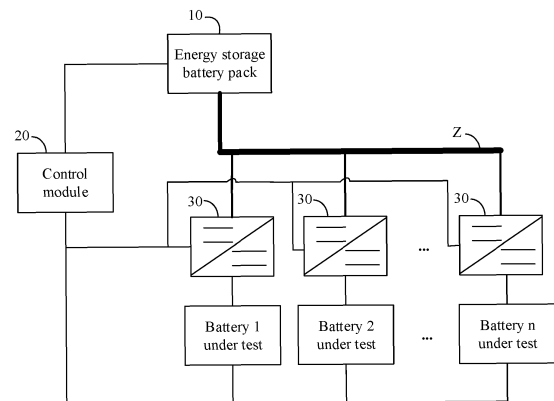 10
Energy storage
battery pack
20
Control
module
Z
30
30
30
...
Battery 1
under test
Battery 2
under test
...
Battery n
under test